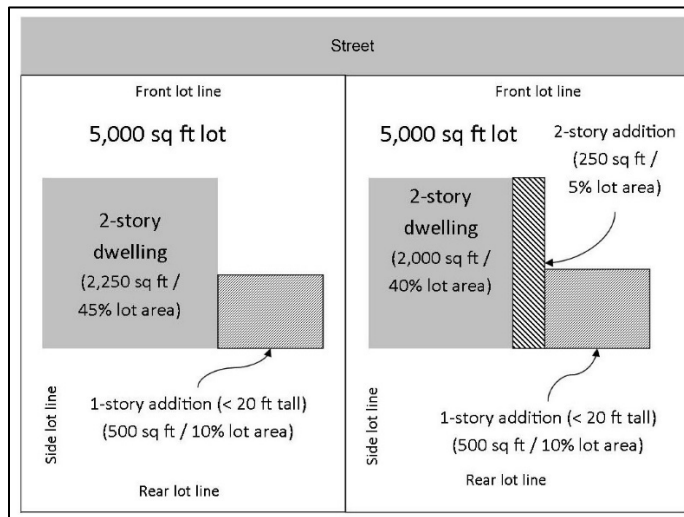 Street
Front lot line
5,000 sq ft lot
2-story
dwelling
(2,250 sq ft /
45% lot area)
1-story addition (< 20 ft tall)
(500 sq ft / 10% lot area)
Side lot line
Rear lot line
Front lot line
5,000 sq ft lot
2-story addition
(250 sq ft /
5% lot area)
2-story
dwelling
(2,000 sq ft /
40% lot area)
1-story addition (< 20 ft tall)
(500 sq ft / 10% lot area)
Side lot line
Rear lot line